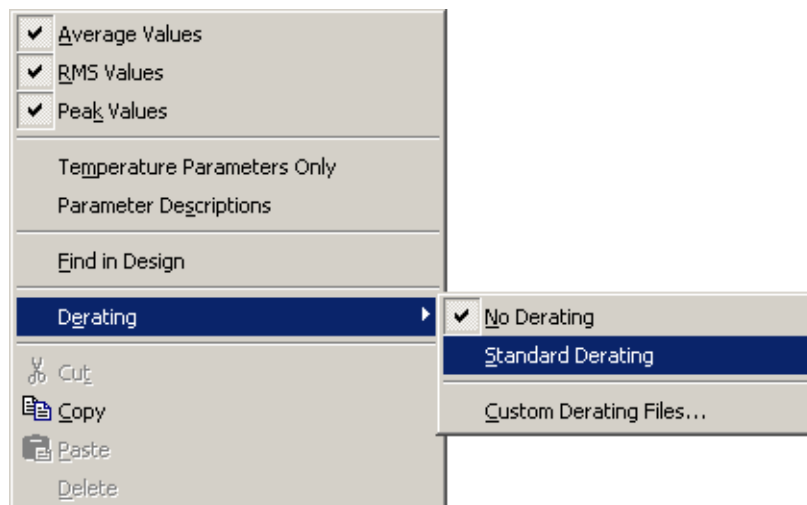 Average Values
RMS Values
Peak Values
Temperature Parameters Only
Parameter Descriptions
Find in Design
Derating
No Derating
Standard Derating
Custom Derating Files...
Cut
Copy
Paste
Delete